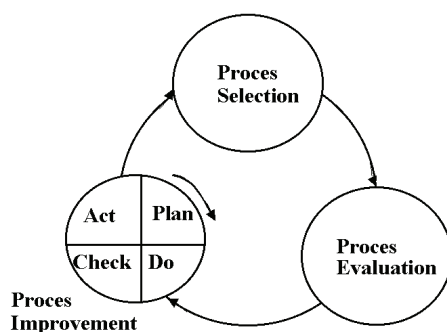 Proces
Selection
Act
Plan
Check
Do
Proces
Evaluation
Proces
Improvement